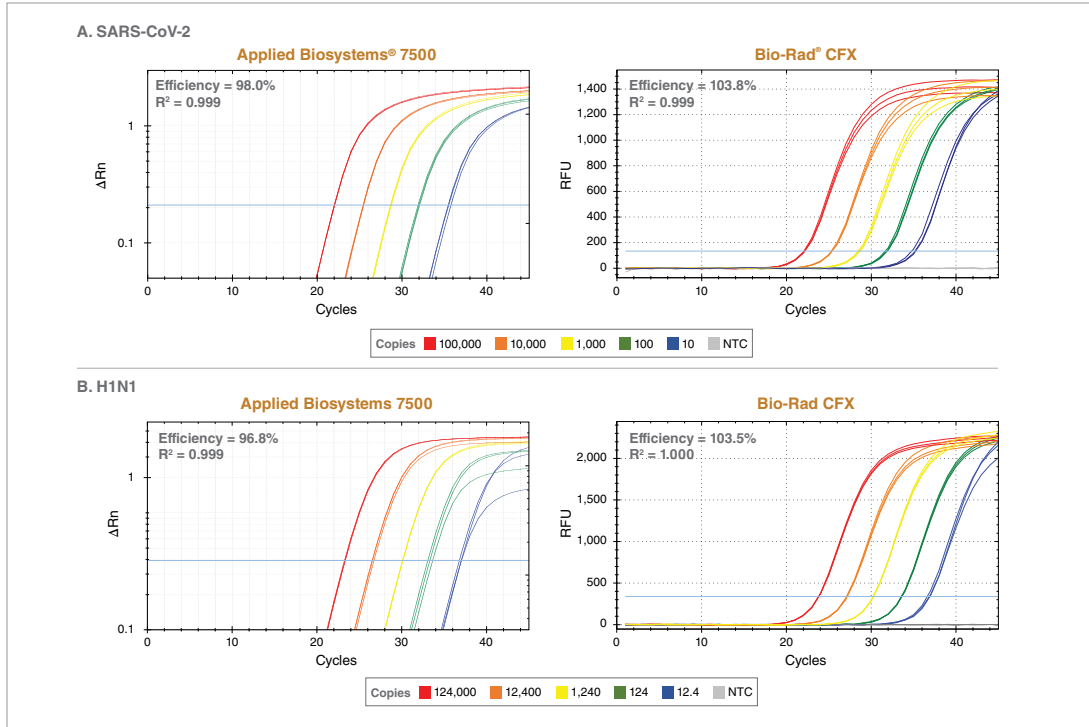 A. SARS-CoV-2
Applied Biosystems® 7500
Efficiency = 98.0%
R² = 0.999
1
0.1
ΔRn
0 10 20 30 40
Cycles
Bio-Rad® CFX
Efficiency = 103.8%
R² = 0.999
1,400
1,200
1,000
800
600
400
200
0
RFU
0 10 20 30 40
Cycles
Copies 100,000 10,000 1,000 100 10 NTC
B. H1N1
Applied Biosystems 7500
Efficiency = 96.8%
R² = 0.999
1
0.1
ΔRn
0 10 20 30 40
Cycles
Bio-Rad CFX
Efficiency = 103.5%
R² = 1.000
2,000
1,500
1,000
500
0
RFU
0 10 20 30 40
Cycles
Copies 124,000 12,400 1,240 124 12.4 NTC